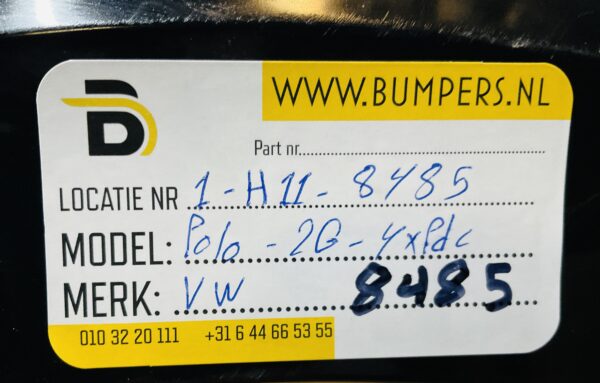 WWW.BUMPERS.NL
B
Part nr.
LOCATIE NR 1-H11-8485
MODEL: Polo - 2G - 4xPdc
MERK: VW 8485
010 32 20 111 +31 6 44 66 53 55